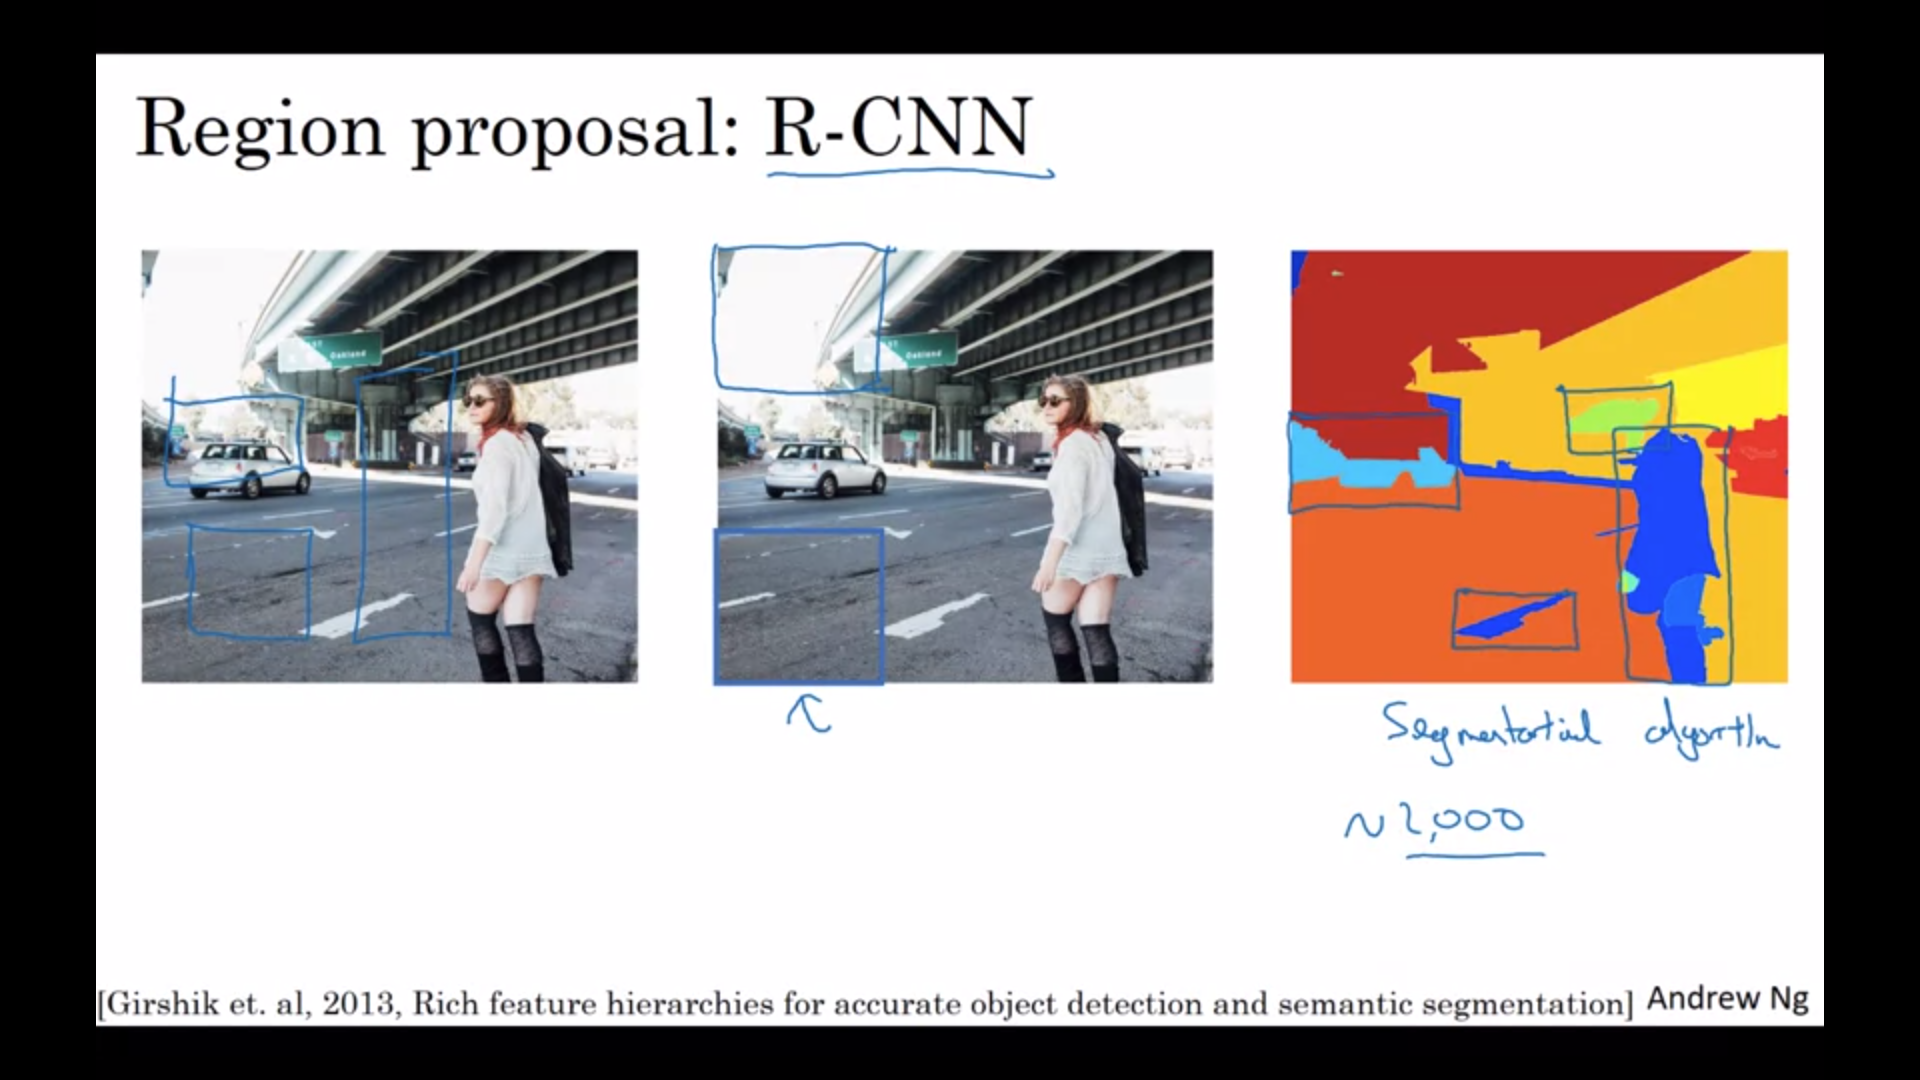 Region proposal: R-CNN
Oakland
Oakland
Segmentation algorithm
~2,000
[Girshik et. al, 2013, Rich feature hierarchies for accurate object detection and semantic segmentation] Andrew Ng